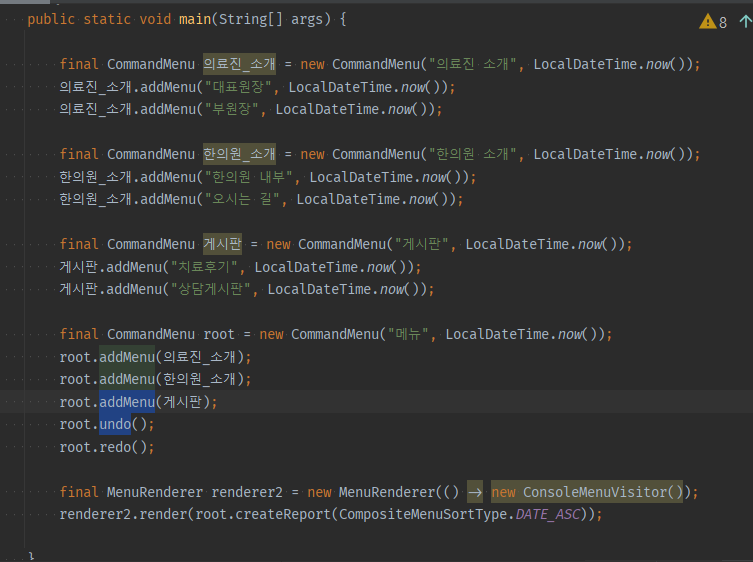 public static void main(String[] args) {
8
final CommandMenu 의료진_소개 = new CommandMenu("의료진 소개", LocalDateTime.now());
의료진_소개.addMenu("대표원장", LocalDateTime.now());
의료진_소개.addMenu("부원장", LocalDateTime.now());
final CommandMenu 한의원_소개 = new CommandMenu("한의원 소개", LocalDateTime.now());
한의원_소개.addMenu("한의원 내부", LocalDateTime.now());
한의원_소개.addMenu("오시는 길", LocalDateTime.now());
final CommandMenu 게시판 = new CommandMenu("게시판", LocalDateTime.now());
게시판.addMenu("치료후기", LocalDateTime.now());
게시판.addMenu("상담게시판", LocalDateTime.now());
final CommandMenu root = new CommandMenu("메뉴", LocalDateTime.now());
root.addMenu(의료진_소개);
root.addMenu(한의원_소개);
root.addMenu(게시판);
root.undo();
root.redo();
final MenuRenderer renderer2 = new MenuRenderer(() → new ConsoleMenuVisitor());
renderer2.render(root.createReport(CompositeMenuSortType.DATE_ASC));
}